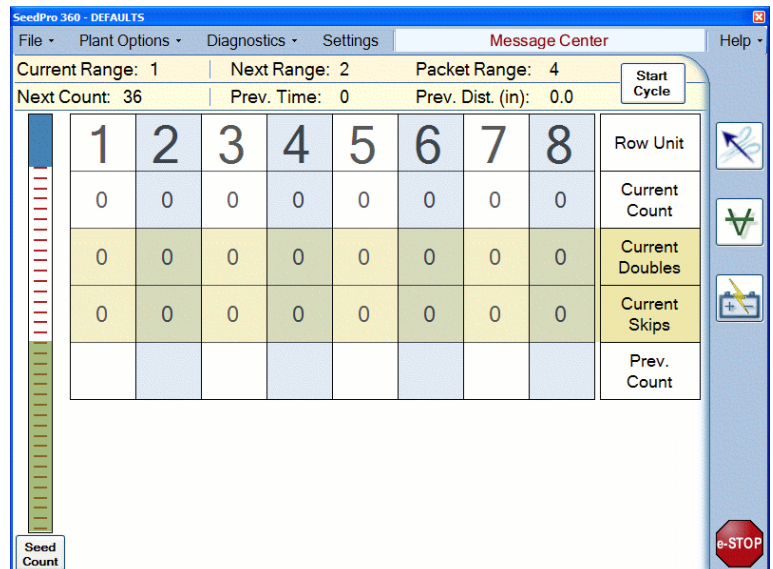 SeedPro 360 - DEFAULTS
File Plant Options Diagnostics Settings Message Center Help
Current Range: 1 Next Range: 2 Packet Range: 4 Start
Next Count: 36 Prev. Time: 0 Prev. Dist. (in): 0.0 Cycle
1 2 3 4 5 6 7 8 Row Unit
0 0 0 0 0 0 0 0 Current
Count
0 0 0 0 0 0 0 0 Current
Doubles
0 0 0 0 0 0 0 0 Current
Skips
Prev.
Count
Seed
Count
e-STOP